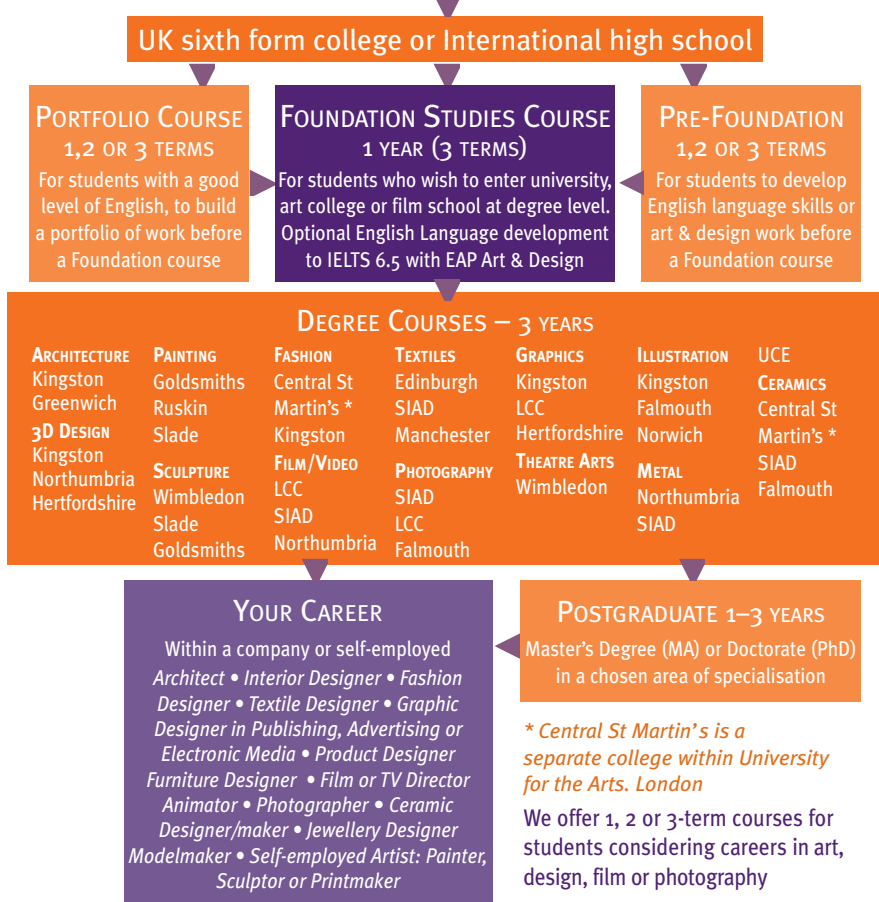 UK sixth form college or International high school
Portfolio Course
1,2 or 3 terms
For students with a good
level of English, to build
a portfolio of work before
a Foundation course
Foundation Studies Course
1 year (3 terms)
For students who wish to enter university,
art college or film school at degree level.
Optional English Language development
to IELTS 6.5 with EAP Art & Design
Pre-Foundation
1,2 or 3 terms
For students to develop
English language skills or
art & design work before
a Foundation course
Degree Courses – 3 years
Architecture
Kingston
Greenwich
3D Design
Kingston
Northumbria
Hertfordshire
Painting
Goldsmiths
Ruskin
Slade
Sculpture
Wimbledon
Slade
Goldsmiths
Fashion
Central St
Martin's *
Kingston
Film/Video
LCC
SIAD
Northumbria
Textiles
Edinburgh
SIAD
Manchester
Photography
SIAD
LCC
Falmouth
Graphics
Kingston
LCC
Hertfordshire
Theatre Arts
Wimbledon
Illustration
Kingston
Falmouth
Norwich
Metal
Northumbria
SIAD
UCE
Ceramics
Central St
Martin's *
SIAD
Falmouth
Your Career
Within a company or self-employed
Architect • Interior Designer • Fashion
Designer • Textile Designer • Graphic
Designer in Publishing, Advertising or
Electronic Media • Product Designer
Furniture Designer • Film or TV Director
Animator • Photographer • Ceramic
Designer/maker • Jewellery Designer
Modelmaker • Self-employed Artist: Painter,
Sculptor or Printmaker
Postgraduate 1–3 years
Master's Degree (MA) or Doctorate (PhD)
in a chosen area of specialisation
* Central St Martin's is a
separate college within University
for the Arts. London
We offer 1, 2 or 3-term courses for
students considering careers in art,
design, film or photography